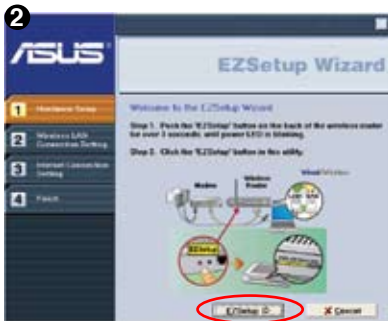 2
ASUS
EZSetup Wizard
1 Hardware Setup
2 Wireless LAN
Connection Setting
3 Internet Connection
Setting
4 Finish
Welcome to the EZSetup Wizard
Step 1. Push the 'EZSetup' button on the back of the wireless router
for over 3 seconds, until power LED is blinking.
Step 2. Click the 'EZSetup' button in the utility.
Wired/Wireless
Modem
Wireless
Router
EZSetup
EZSetup
Cancel